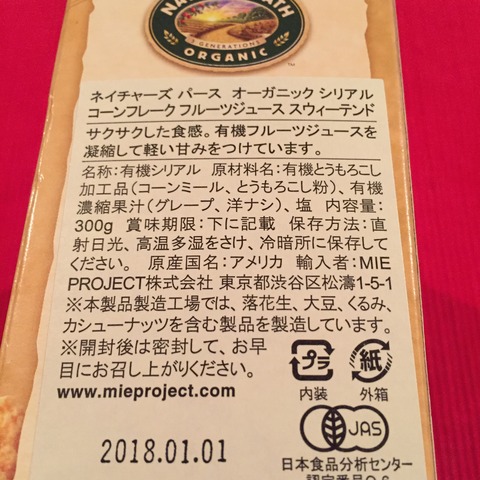 GENERATIONS
ORGANIC
ネイチャーズ パース オーガニック シリアル
コーンフレーク フルーツジュース スウィーテンド
サクサクした食感。有機フルーツジュースを
凝縮して軽い甘みをつけています。
名称:有機シリアル 原材料名:有機とうもろこし
加工品(コーンミール、とうもろこし粉)、有機
濃縮果汁(グレープ、洋ナシ)、塩 内容量:
300g 賞味期限:下に記載 保存方法:直
射日光、高温多湿をさけ、冷暗所に保存して
ください。 原産国名:アメリカ 輸入者:MIE
PROJECT株式会社 東京都渋谷区松濤1-5-1
※本製品製造工場では、落花生、大豆、くるみ、
カシューナッツを含む製品を製造しています。
※開封後は密封して、お早
目にお召し上がりください。
www.mieproject.com
プラ
内装
紙
外箱
2018.01.01
JAS
日本食品分析センター